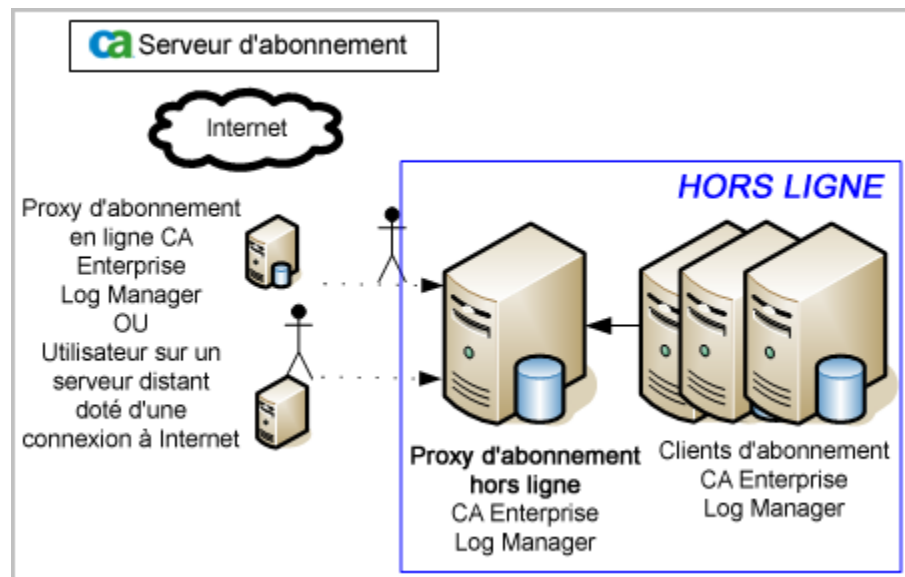 ca Serveur d'abonnement
Internet
HORS LIGNE
Proxy d'abonnement
en ligne CA
Enterprise
Log Manager
OU
Utilisateur sur un
serveur distant
doté d'une
connexion à Internet
Proxy d'abonnement
hors ligne
CA Enterprise
Log Manager
Clients d'abonnement
CA Enterprise
Log Manager